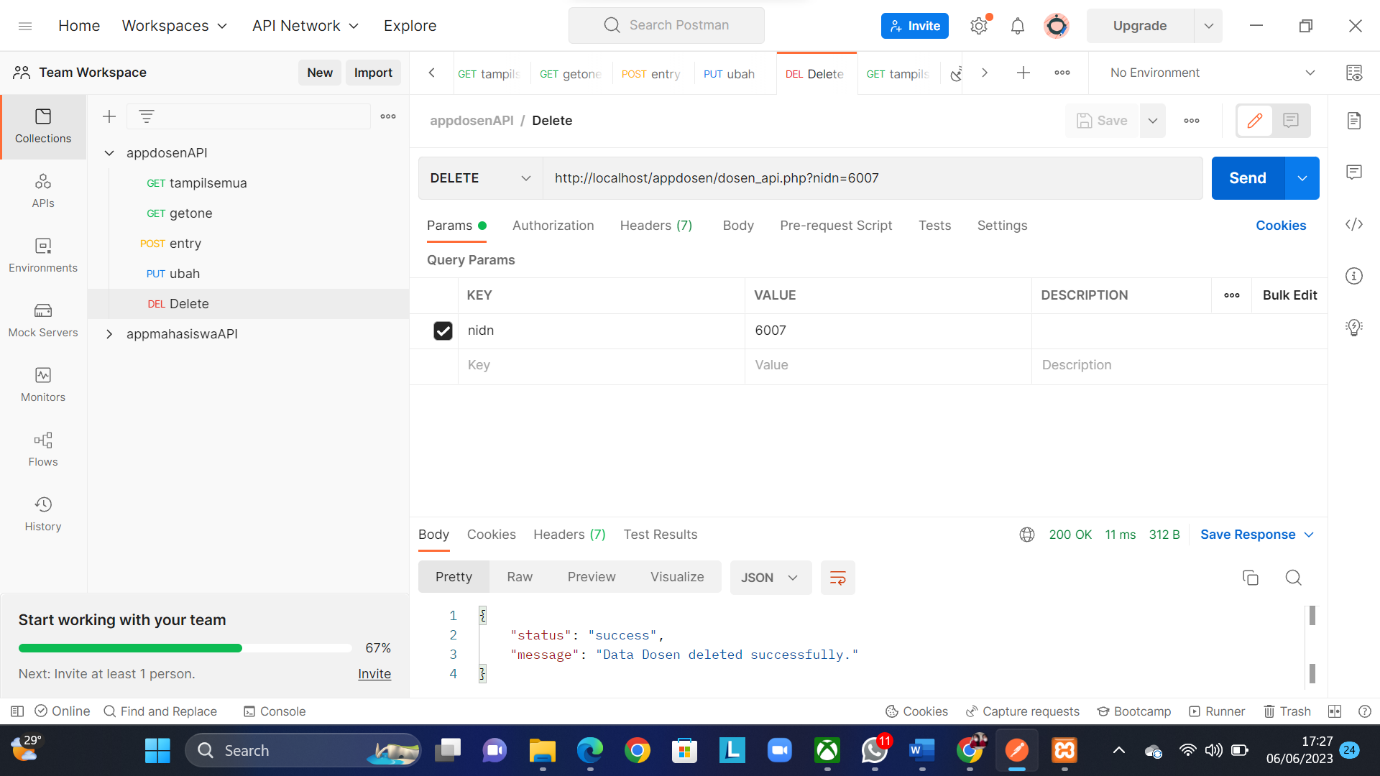 Home Workspaces API Network Explore Search Postman Invite Upgrade
Team Workspace New Import
GET tampils GET getone POST entry PUT ubah DEL Delete GET tampils No Environment
Collections
APIs
Environments
Mock Servers
Monitors
Flows
History
appdosenAPI
GET tampilsemua
GET getone
POST entry
PUT ubah
DEL Delete
appmahasiswaAPI
appdosenAPI / Delete Save
DELETE http://localhost/appdosen/dosen_api.php?nidn=6007 Send
Params Authorization Headers (7) Body Pre-request Script Tests Settings Cookies
Query Params
KEY VALUE DESCRIPTION Bulk Edit
nidn 6007
Key Value Description
Body Cookies Headers (7) Test Results 200 OK 11 ms 312 B Save Response
Pretty Raw Preview Visualize JSON
1 {
2 "status": "success",
3 "message": "Data Dosen deleted successfully."
4 }
Start working with your team
67%
Next: Invite at least 1 person. Invite
Online Find and Replace Console Cookies Capture requests Bootcamp Runner Trash
29° Search L 11 W 17:27
06/06/2023 24